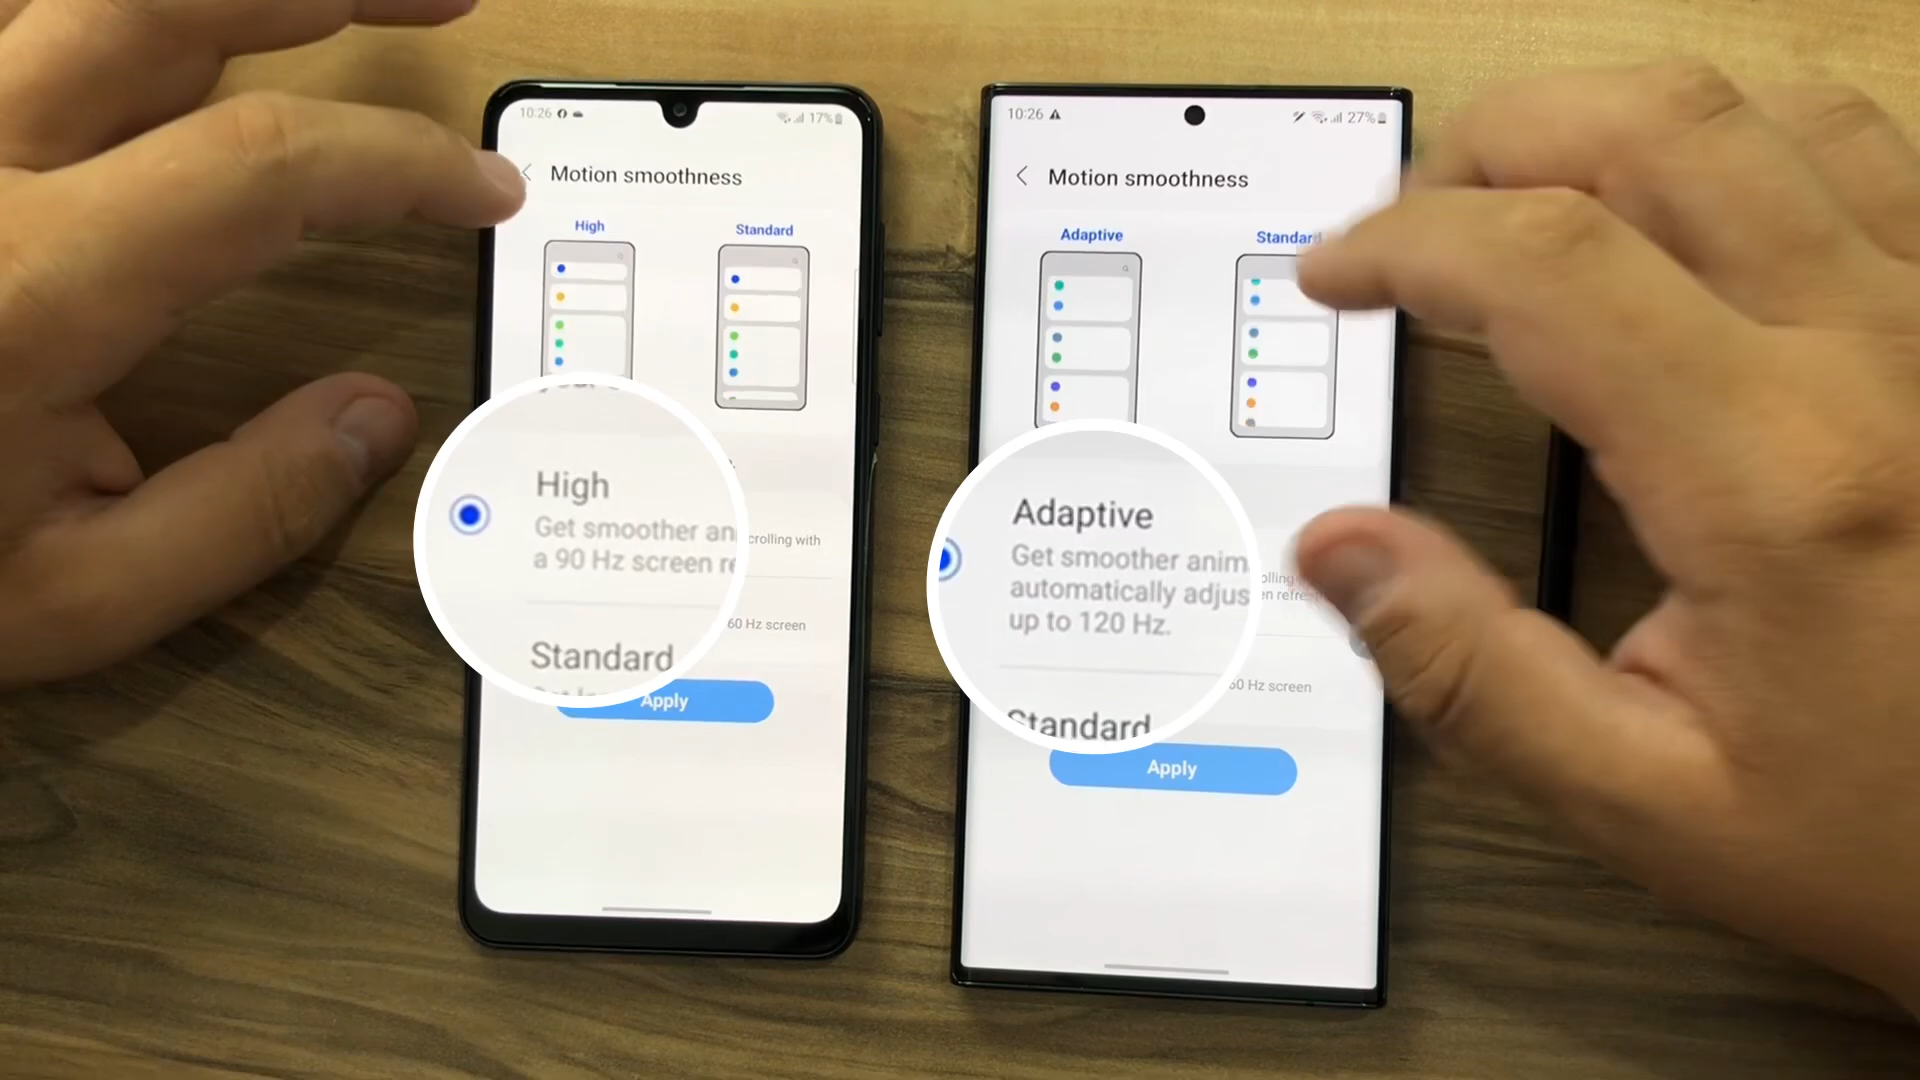 10:26
17%
Motion smoothness
High
Standard
High
Get smoother an crolling with
a 90 Hz screen r
60 Hz screen
Standard
Apply
10:26
27%
Motion smoothness
Adaptive
Standar
Adaptive
Get smoother anim
automatically adjus
up to 120 Hz.
60 Hz screen
Standard
Apply